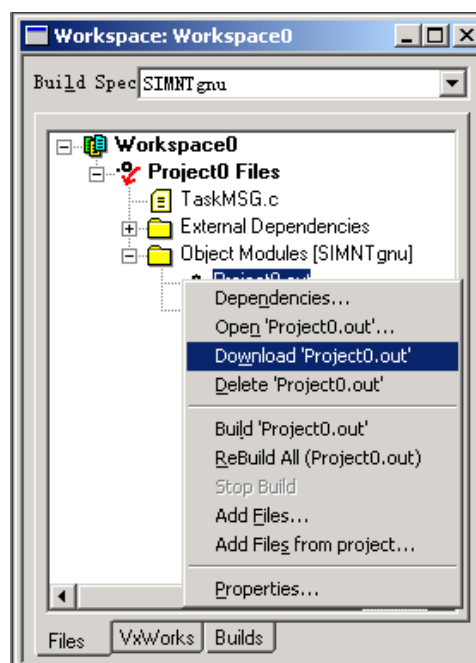 Workspace: Workspace0
Build Spec SIMNTgnu
Workspace0
Project0 Files
TaskMSG.c
External Dependencies
Object Modules [SIMNTgnu]
Project0.out
Dependencies...
Open 'Project0.out'...
Download 'Project0.out'
Delete 'Project0.out'
Build 'Project0.out'
ReBuild All (Project0.out)
Stop Build
Add Files...
Add Files from project...
Properties...
Files VxWorks Builds